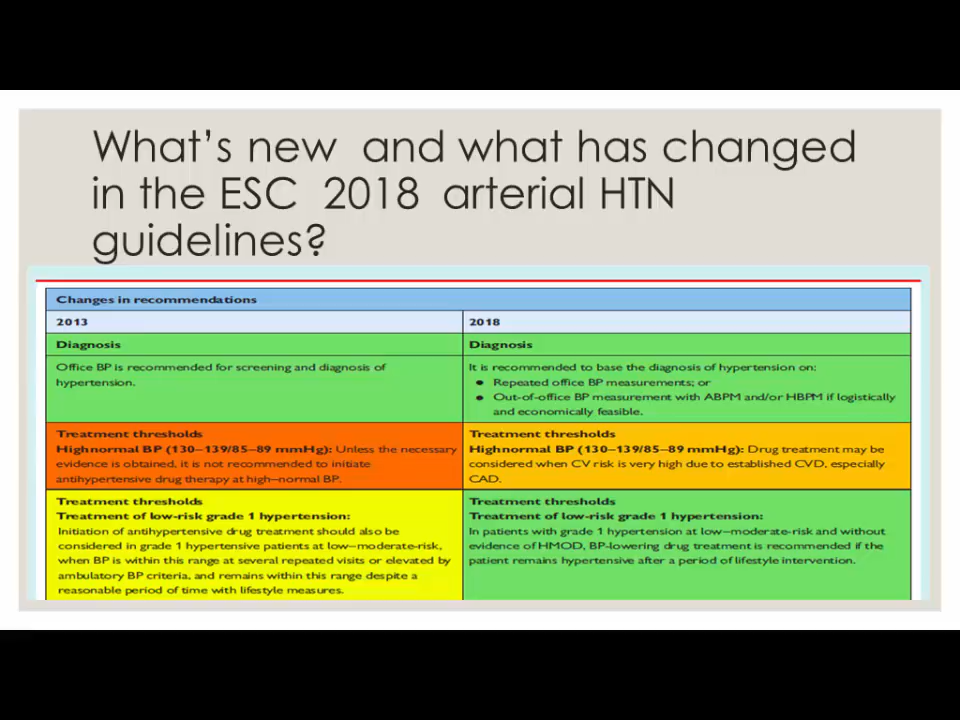 What's new and what has changed
in the ESC 2018 arterial HTN
guidelines?
Changes in recommendations
2013
2018
Diagnosis
Office BP is recommended for screening and diagnosis of
hypertension.
Diagnosis
It is recommended to base the diagnosis of hypertension on:
● Repeated office BP measurements; or
● Out-of-office BP measurement with ABPM and/or HBPM if logistically
and economically feasible.
Treatment thresholds
Highnormal BP (130–139/85–89 mmHg): Unless the necessary
evidence is obtained, it is not recommended to initiate
antihypertensive drug therapy at high–normal BP.
Treatment thresholds
Highnormal BP (130–139/85–89 mmHg): Drug treatment may be
considered when CV risk is very high due to established CVD, especially
CAD.
Treatment thresholds
Treatment of low-risk grade 1 hypertension:
Initiation of antihypertensive drug treatment should also be
considered in grade 1 hypertensive patients at low–moderate-risk,
when BP is within this range at several repeated visits or elevated by
ambulatory BP criteria, and remains within this range despite a
reasonable period of time with lifestyle measures.
Treatment thresholds
Treatment of low-risk grade 1 hypertension:
In patients with grade 1 hypertension at low–moderate-risk and without
evidence of HMOD, BP-lowering drug treatment is recommended if the
patient remains hypertensive after a period of lifestyle intervention.